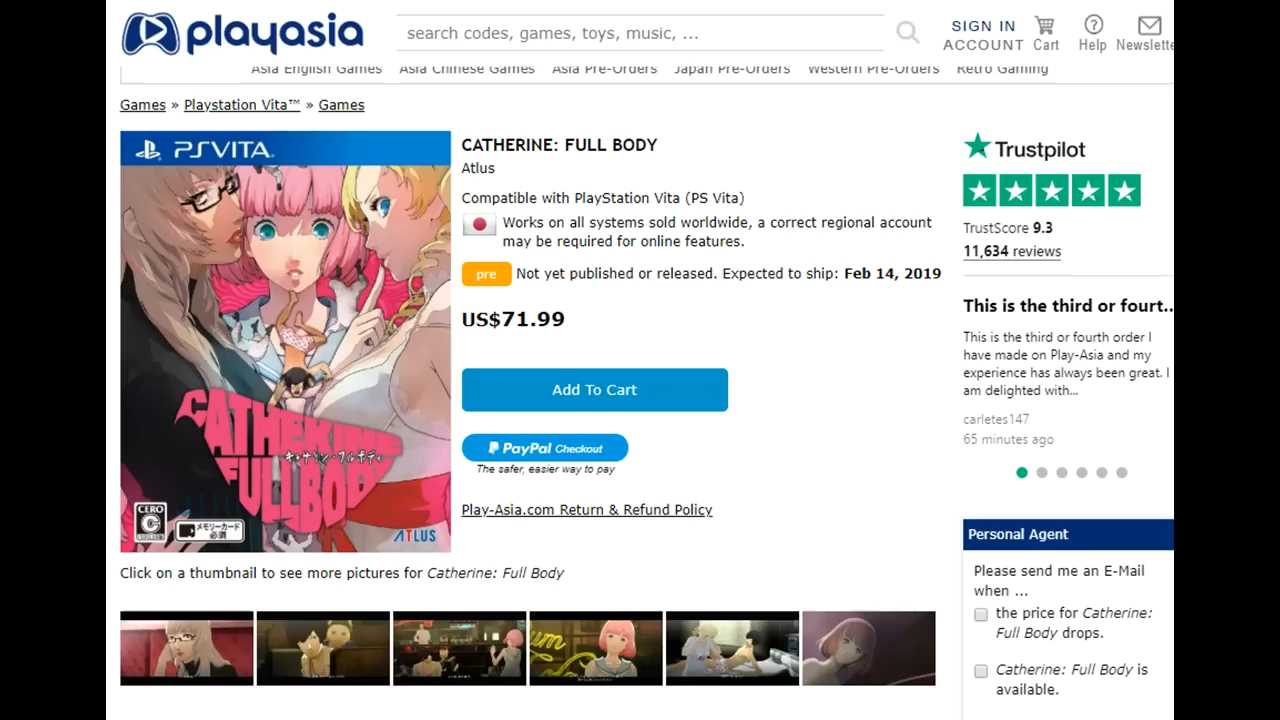 playasia
search codes, games, toys, music, ...
SIGN IN
ACCOUNT
Cart
Help
Newslette
Asia English Games
Asia Chinese Games
Asia Pre-Orders
Japan Pre-Orders
Western Pre-Orders
Retro Gaming
Games » Playstation Vita™ » Games
PSVITA
CATHERINE
FULL BODY
キャサリン・フルボディ
CERO
C
メモリーカード
必須
ATLUS
CATHERINE: FULL BODY
Atlus
Compatible with PlayStation Vita (PS Vita)
Works on all systems sold worldwide, a correct regional account
may be required for online features.
pre Not yet published or released. Expected to ship: Feb 14, 2019
US$71.99
Add To Cart
PayPal Checkout
The safer, easier way to pay
Play-Asia.com Return & Refund Policy
Click on a thumbnail to see more pictures for Catherine: Full Body
Trustpilot
TrustScore 9.3
11,634 reviews
This is the third or fourt..
This is the third or fourth order I
have made on Play-Asia and my
experience has always been great. I
am delighted with...
carletes147
65 minutes ago
Personal Agent
Please send me an E-Mail
when ...
the price for Catherine:
Full Body drops.
Catherine: Full Body is
available.